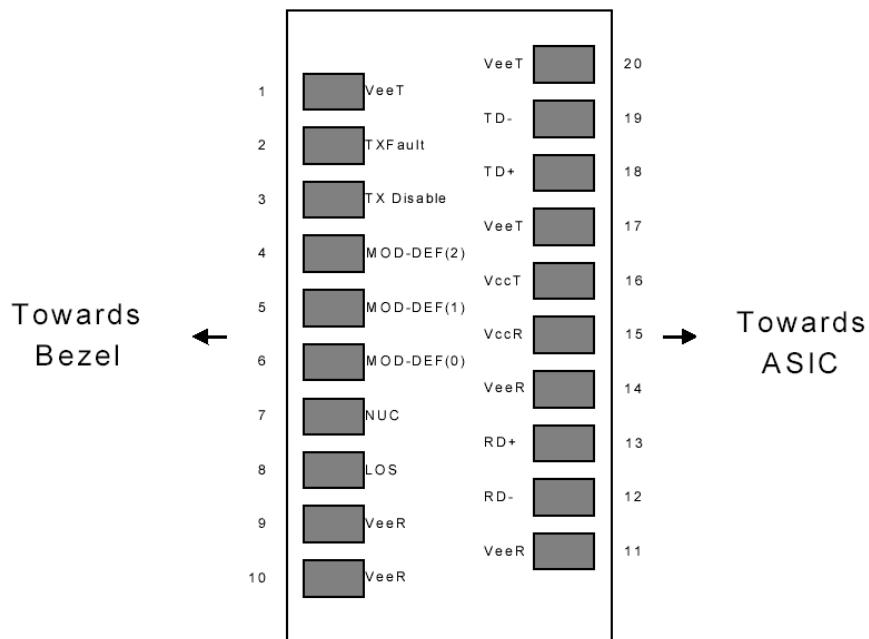 Towards
Bezel
1 VeeT
2 TXFault
3 TX Disable
4 MOD-DEF(2)
5 MOD-DEF(1)
6 MOD-DEF(0)
7 NUC
8 LOS
9 VeeR
10 VeeR
VeeT 20
TD- 19
TD+ 18
VeeT 17
VccT 16
VccR 15
VeeR 14
RD+ 13
RD- 12
VeeR 11
Towards
ASIC